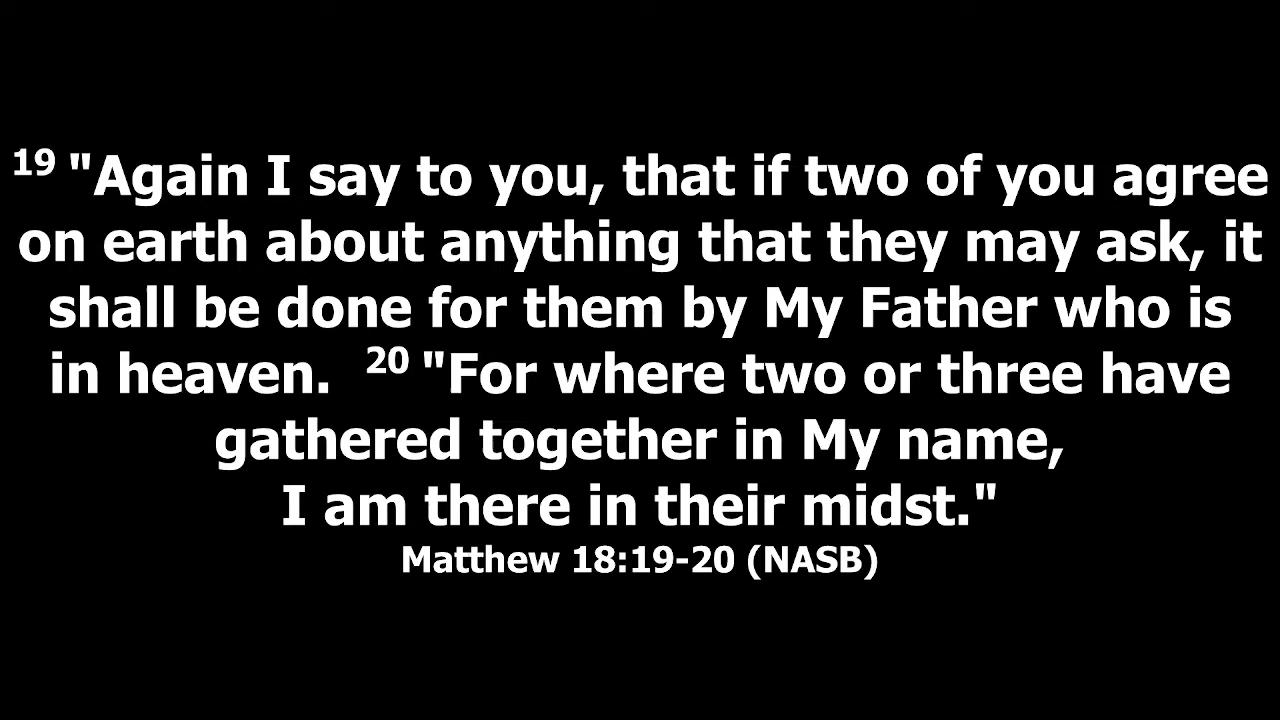 19 "Again I say to you, that if two of you agree
on earth about anything that they may ask, it
shall be done for them by My Father who is
in heaven. 20 "For where two or three have
gathered together in My name,
I am there in their midst."
Matthew 18:19-20 (NASB)